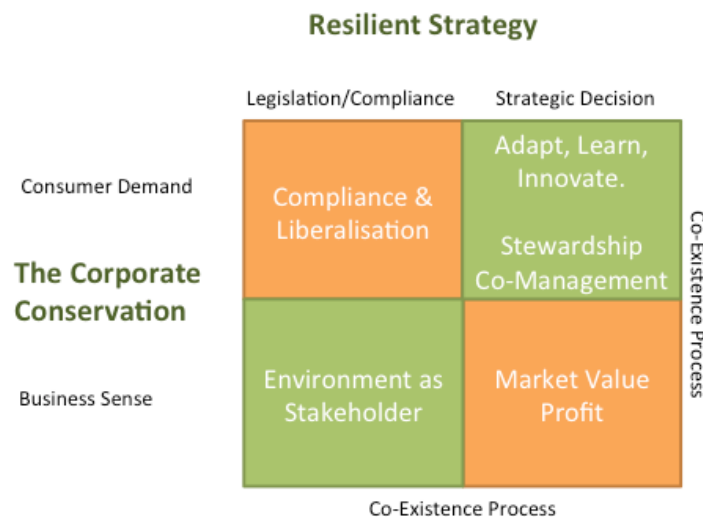 Resilient Strategy
Legislation/Compliance
Strategic Decision
Consumer Demand
Compliance &
Liberalisation
Adapt, Learn,
Innovate.
Stewardship
Co-Management
The Corporate
Conservation
Business Sense
Environment as
Stakeholder
Market Value
Profit
Co-Existence Process
Co-Existence Process